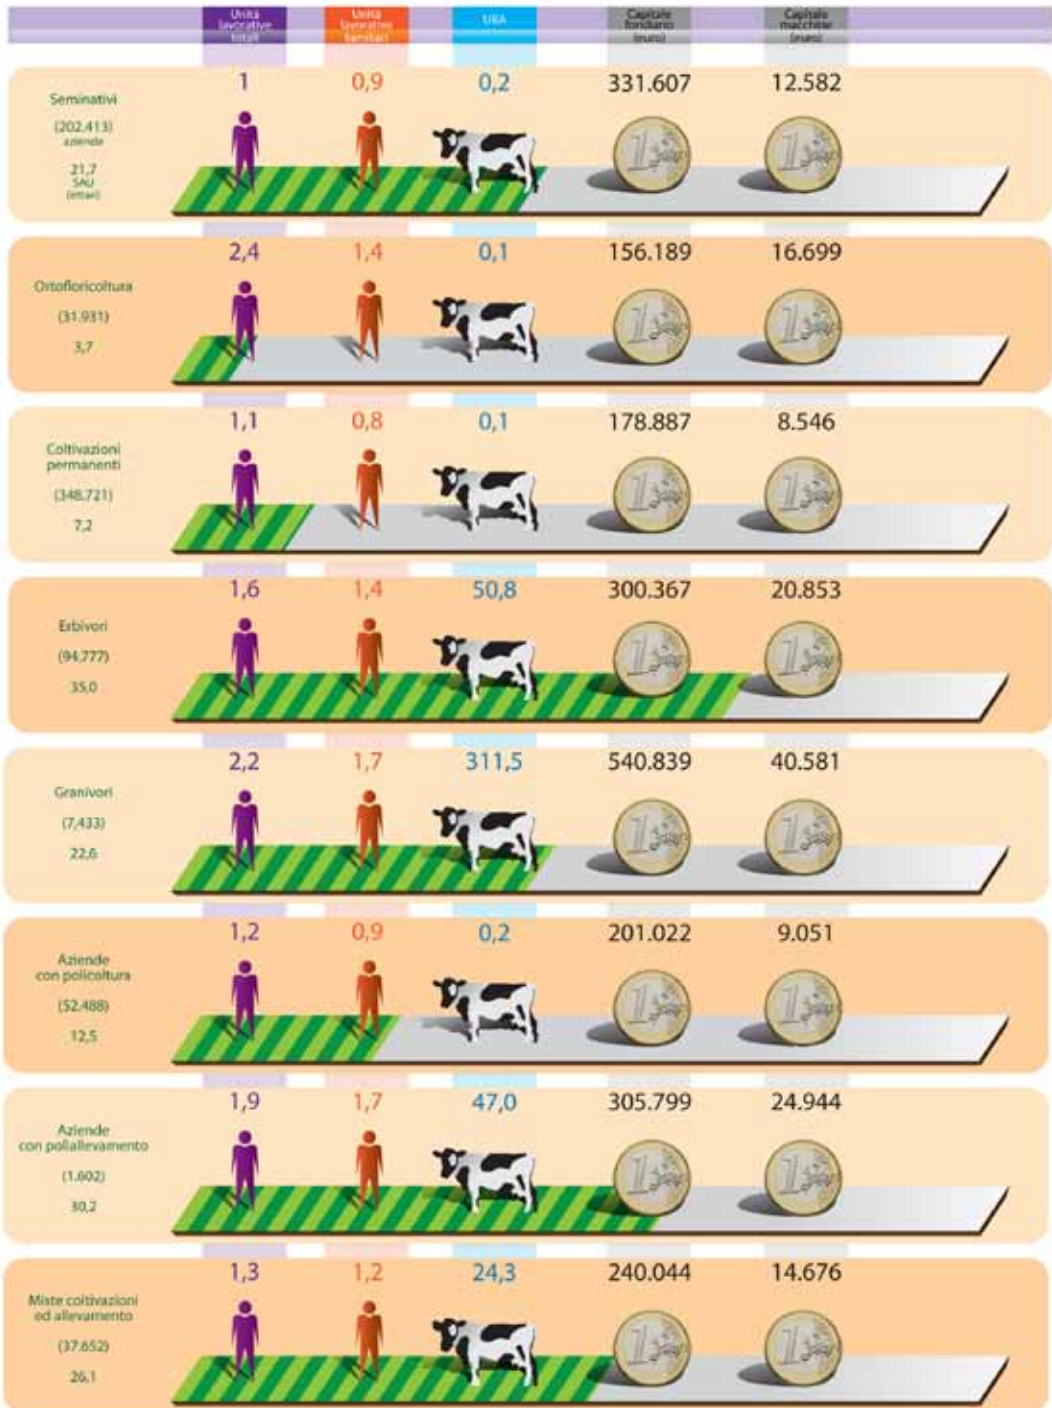 Unità
lavorative
totali
Unità
lavorative
familiari
UBA
Capitale
fondiario
(euro)
Capitale
macchine
(euro)
1 0,9 0,2 331.607 12.582
Seminativi
(202.413)
aziende
21,7
SAU
(ettari)
2,4 1,4 0,1 156.189 16.699
Ortofloricoltura
(31.931)
3,7
1,1 0,8 0,1 178.887 8.546
Coltivazioni
permanenti
(348.721)
7,2
1,6 1,4 50,8 300.367 20.853
Erbivori
(94.777)
35,0
2,2 1,7 311,5 540.839 40.581
Granivori
(7,433)
22,6
1,2 0,9 0,2 201.022 9.051
Aziende
con policoltura
(52.488)
12,5
1,9 1,7 47,0 305.799 24.944
Aziende
con poliallevamento
(1.602)
30,2
1,3 1,2 24,3 240.044 14.676
Miste coltivazioni
ed allevamento
(37.652)
26,1